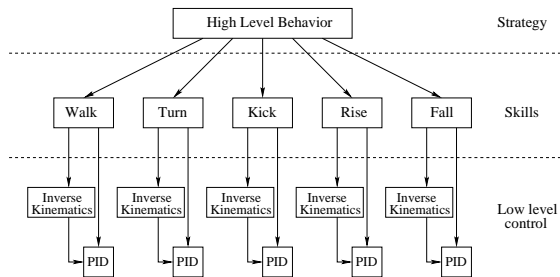 High Level Behavior
Strategy
Walk
Turn
Kick
Rise
Fall
Skills
Inverse
Kinematics
Inverse
Kinematics
Inverse
Kinematics
Inverse
Kinematics
Inverse
Kinematics
Low level
control
PID
PID
PID
PID
PID